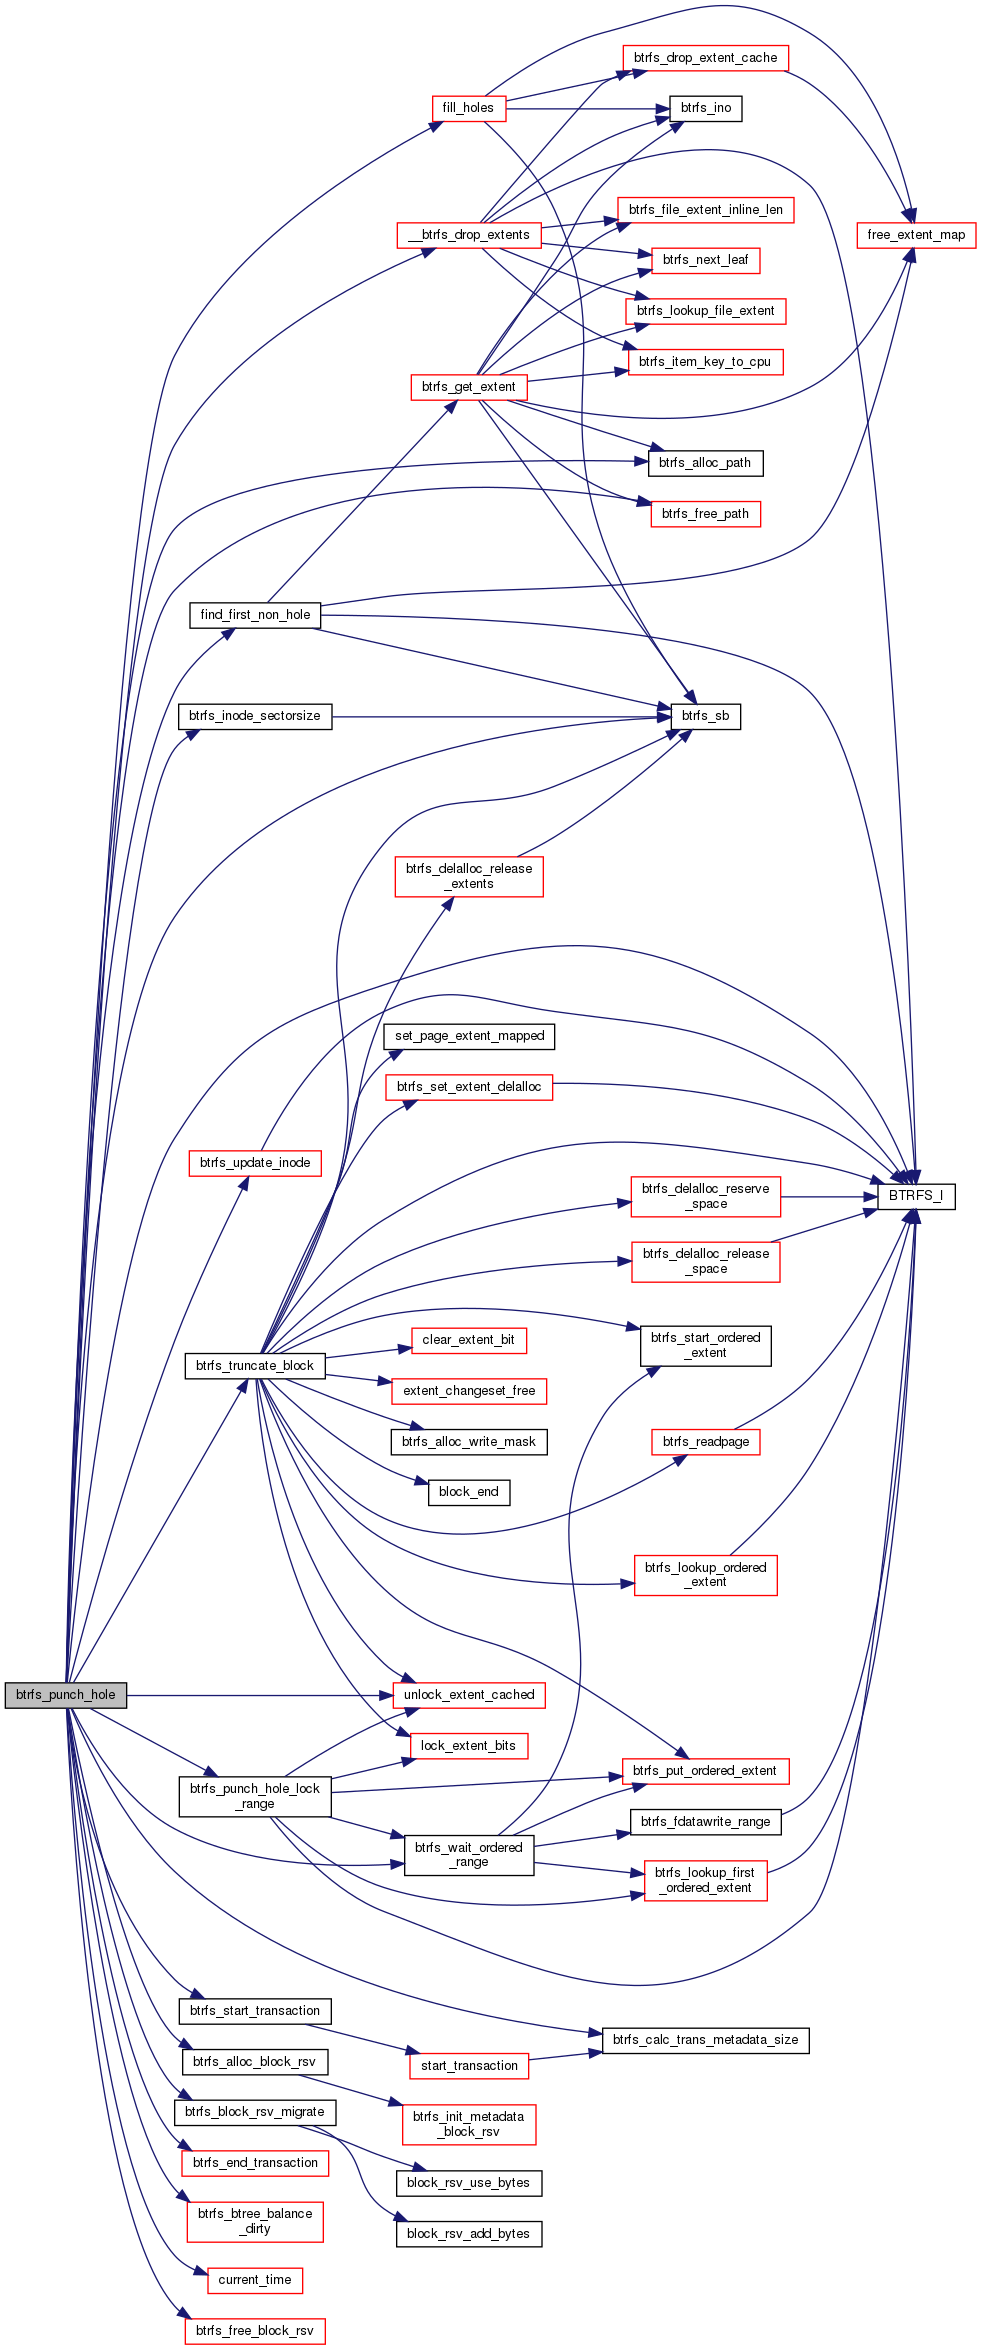 btrfs_drop_extent_cache
fill_holes
btrfs_ino
btrfs_file_extent_inline_len
__btrfs_drop_extents
free_extent_map
btrfs_next_leaf
btrfs_lookup_file_extent
btrfs_item_key_to_cpu
btrfs_get_extent
btrfs_alloc_path
btrfs_free_path
find_first_non_hole
btrfs_inode_sectorsize
btrfs_sb
btrfs_delalloc_release
_extents
set_page_extent_mapped
btrfs_set_extent_delalloc
btrfs_update_inode
btrfs_delalloc_reserve
_space
BTRFS_I
btrfs_delalloc_release
_space
clear_extent_bit
btrfs_start_ordered
_extent
btrfs_truncate_block
extent_changeset_free
btrfs_alloc_write_mask
btrfs_readpage
block_end
btrfs_lookup_ordered
_extent
btrfs_punch_hole
unlock_extent_cached
lock_extent_bits
btrfs_put_ordered_extent
btrfs_punch_hole_lock
_range
btrfs_fdatawrite_range
btrfs_wait_ordered
_range
btrfs_lookup_first
_ordered_extent
btrfs_start_transaction
btrfs_calc_trans_metadata_size
btrfs_alloc_block_rsv
start_transaction
btrfs_block_rsv_migrate
btrfs_init_metadata
_block_rsv
btrfs_end_transaction
block_rsv_use_bytes
btrfs_btree_balance
_dirty
block_rsv_add_bytes
current_time
btrfs_free_block_rsv